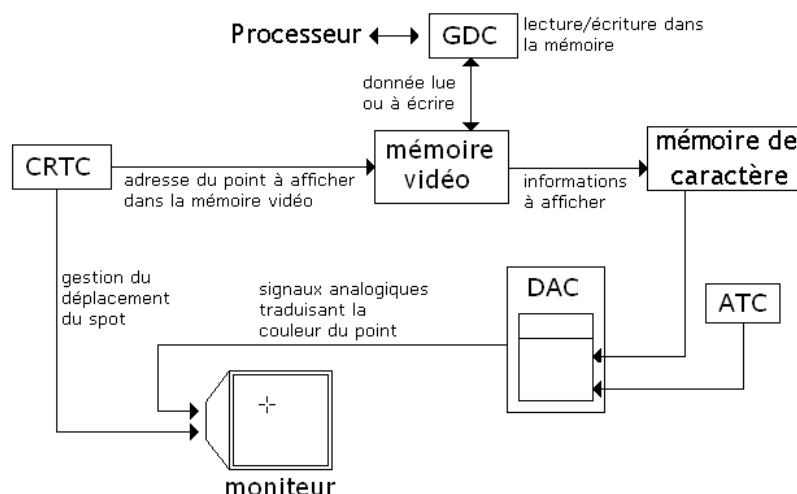 Processeur
GDC
lecture/écriture dans
la mémoire
donnée lue
ou à écrire
CRTC
adresse du point à afficher
dans la mémoire vidéo
mémoire
vidéo
informations
à afficher
mémoire de
caractère
gestion du
déplacement
du spot
signaux analogiques
traduisant la
couleur du point
DAC
ATC
moniteur